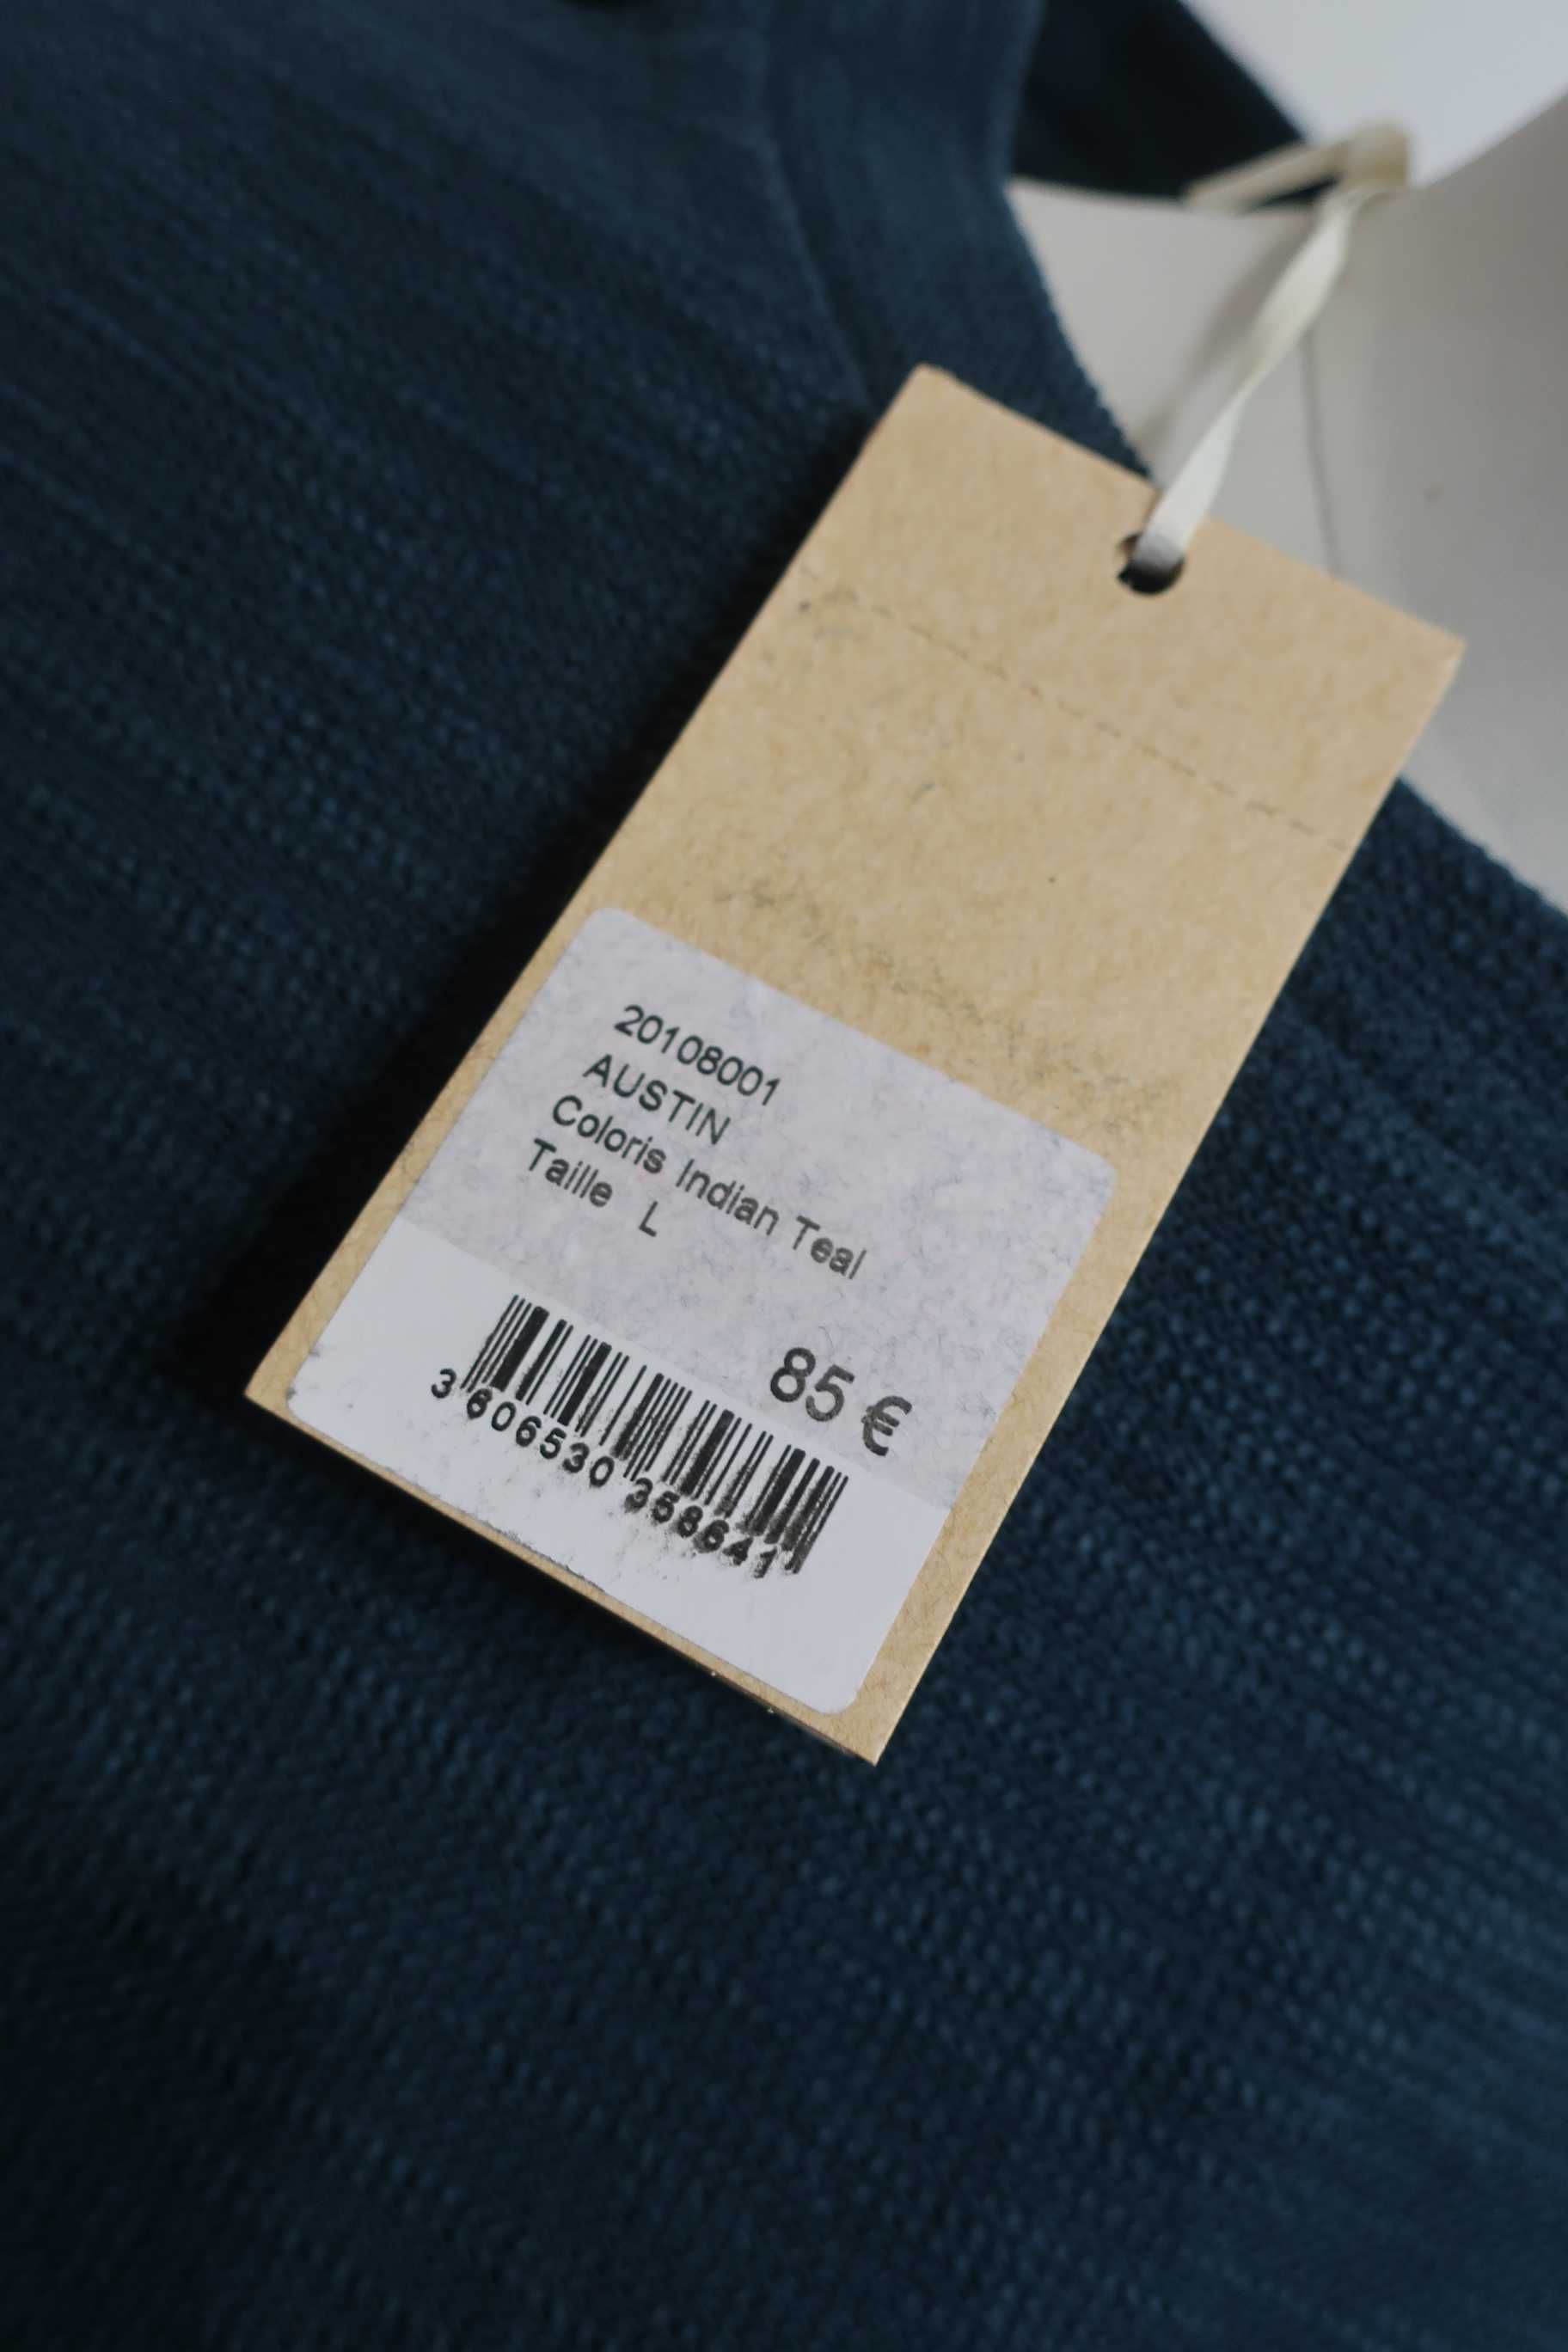 20108001
AUSTIN
Coloris Indian Teal
Taille L
85 €
3 606530 358641